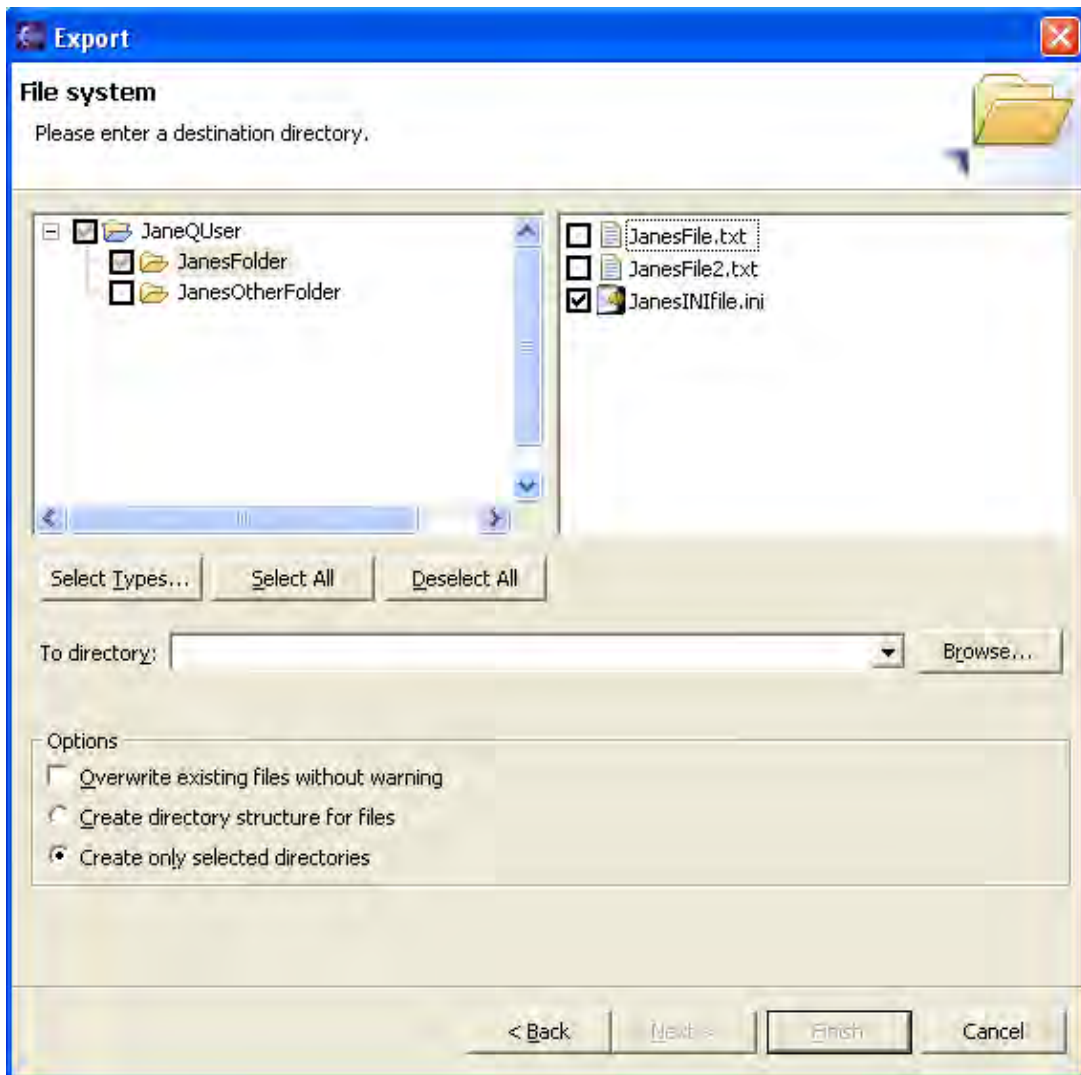 Export
File system
Please enter a destination directory.
JaneQUser
JanesFolder
JanesOtherFolder
JanesFile.txt
JanesFile2.txt
JanesINIfile.ini
Select Types...
Select All
Deselect All
To directory:
Browse...
Options
Overwrite existing files without warning
Create directory structure for files
Create only selected directories
< Back
Next >
Finish
Cancel